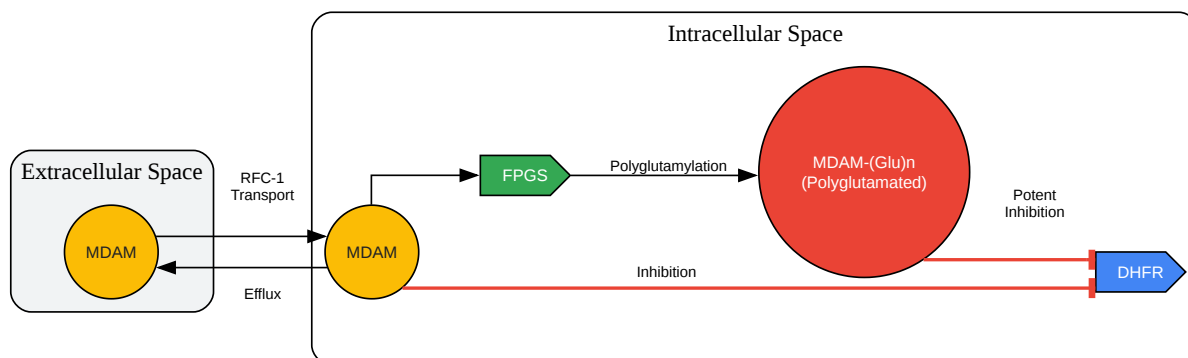 Intracellular Space
Extracellular Space
RFC-1
Transport
MDAM
Efflux
MDAM
FPGS
Polyglutamylation
MDAM-(Glu)n
(Polyglutamated)
Potent
Inhibition
Inhibition
DHFR